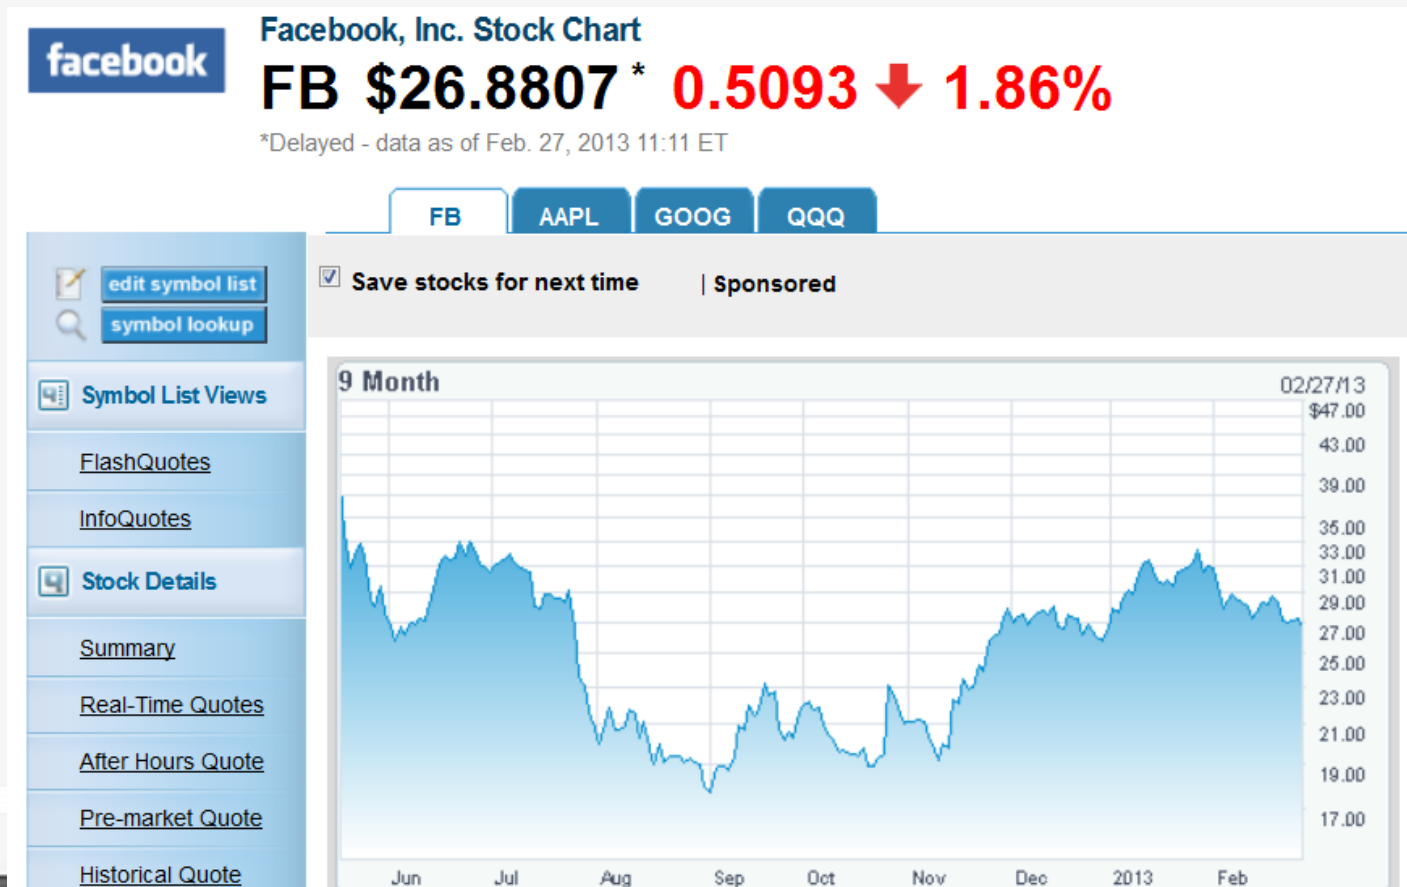 facebook
Facebook, Inc. Stock Chart
FB $26.8807 * 0.5093 1.86%
*Delayed - data as of Feb. 27, 2013 11:11 ET
FB AAPL GOOG QQQ
edit symbol list
symbol lookup
Save stocks for next time | Sponsored
Symbol List Views
FlashQuotes
InfoQuotes
Stock Details
Summary
Real-Time Quotes
After Hours Quote
Pre-market Quote
Historical Quote
9 Month 02/27/13
$47.00
43.00
39.00
35.00
33.00
31.00
29.00
27.00
25.00
23.00
21.00
19.00
17.00
Jun Jul Aug Sep Oct Nov Dec 2013 Feb